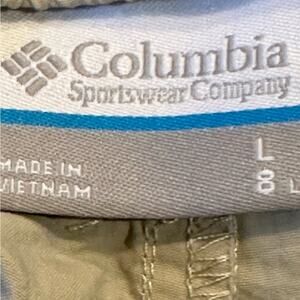 Columbia
Sportswear Company
MADE IN
VIETNAM
L
8 L